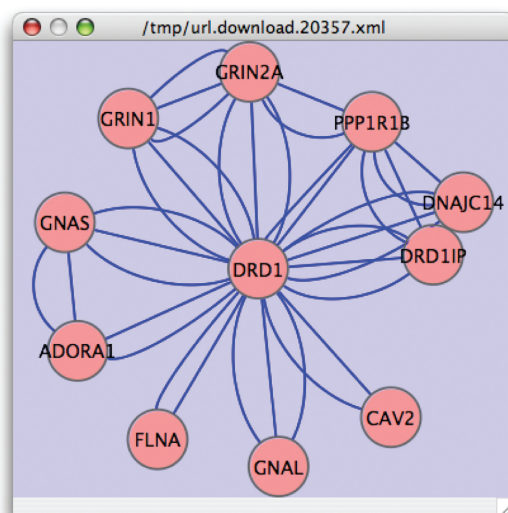 /tmp/url.download.20357.xml
GRIN2A
GRIN1
PPP1R1B
DNAJC14
GNAS
DRD1IP
DRD1
ADORA1
CAV2
FLNA
GNAL